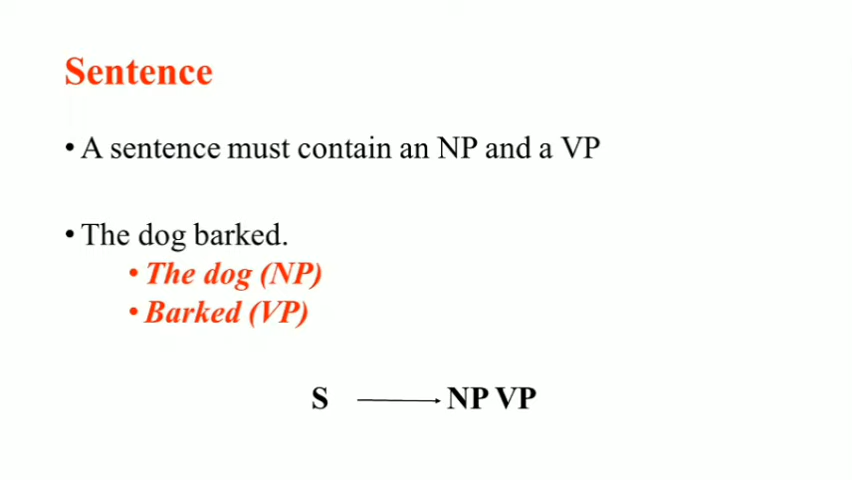 Sentence
• A sentence must contain an NP and a VP
• The dog barked.
• The dog (NP)
• Barked (VP)
S → NP VP